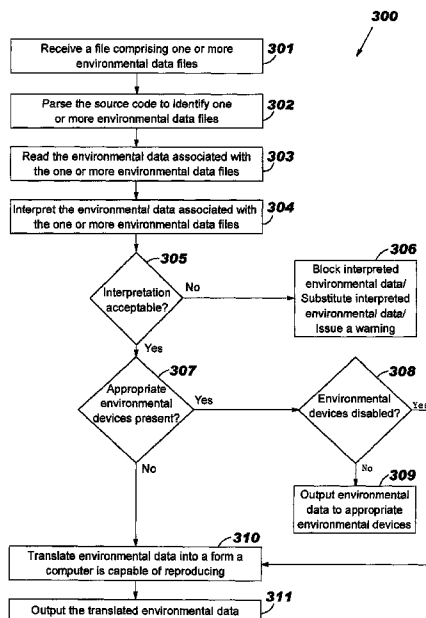 300
301
Receive a file comprising one or more
environmental data files
302
Parse the source code to identify one
or more environmental data files
303
Read the environmental data associated with
the one or more environmental data files
304
Interpret the environmental data associated with
the one or more environmental data files
305
Interpretation
acceptable?
No
306
Block interpreted
environmental data/
Substitute interpreted
environmental data/
Issue a warning
Yes
307
Appropriate
environmental
devices present?
Yes
308
Environmental
devices disabled?
Yes
No
No
309
Output environmental
data to appropriate
environmental devices
310
Translate environmental data into a form a
computer is capable of reproducing
311
Output the translated environmental data